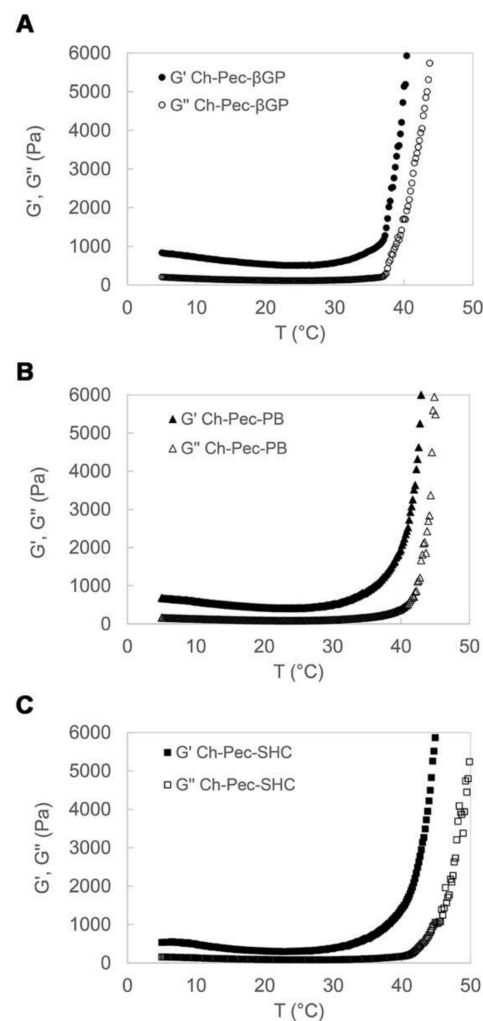 A
6000
5000
4000
3000
2000
1000
0
G', G'' (Pa)
G' Ch-Pec-βGP
G'' Ch-Pec-βGP
0 10 20 30 40 50
T (°C)
B
6000
5000
4000
3000
2000
1000
0
G', G'' (Pa)
G' Ch-Pec-PB
G'' Ch-Pec-PB
0 10 20 30 40 50
T (°C)
C
6000
5000
4000
3000
2000
1000
0
G', G'' (Pa)
G' Ch-Pec-SHC
G'' Ch-Pec-SHC
0 10 20 30 40 50
T (°C)